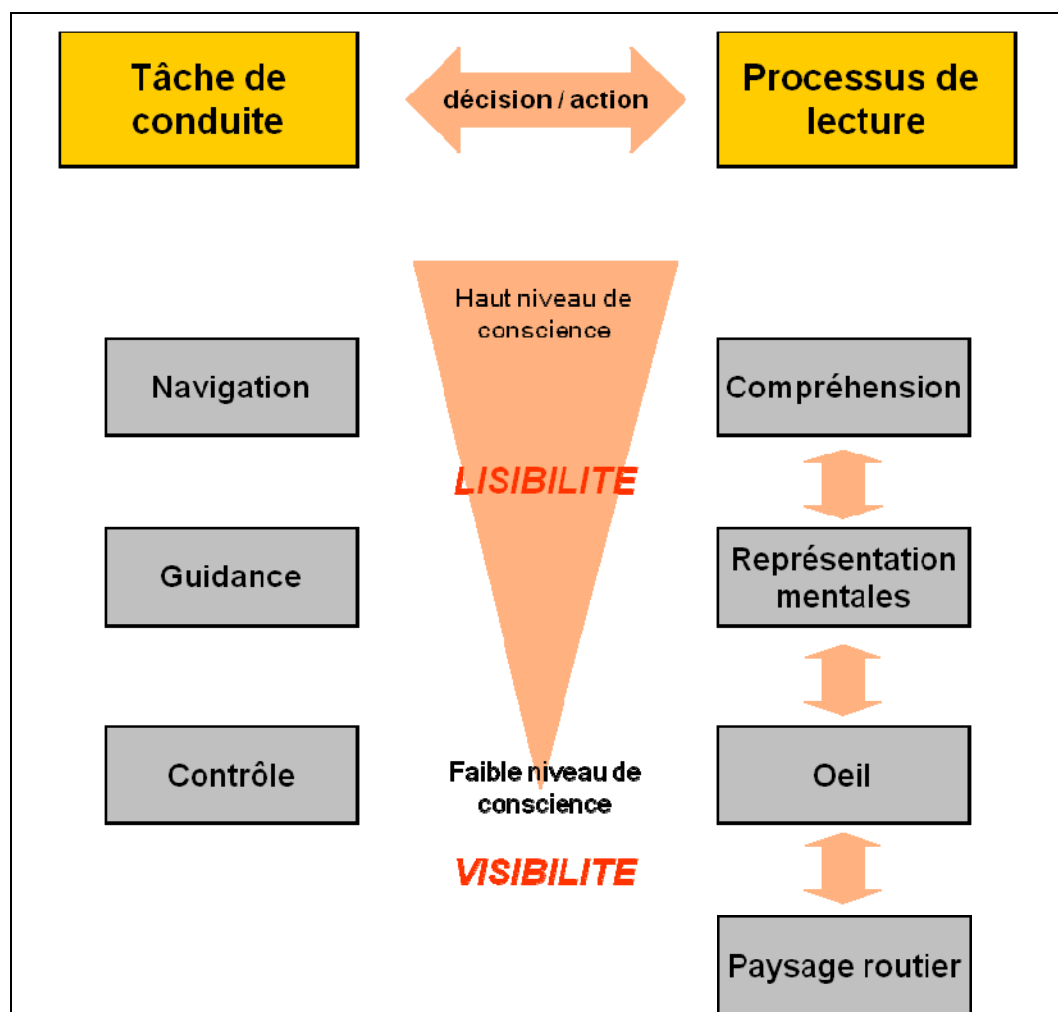 Tâche de
conduite
décision / action
Processus de
lecture
Haut niveau de
conscience
Navigation
Compréhension
LISIBILITE
Guidance
Représentation
mentales
Contrôle
Faible niveau de
conscience
Oeil
VISIBILITE
Paysage routier